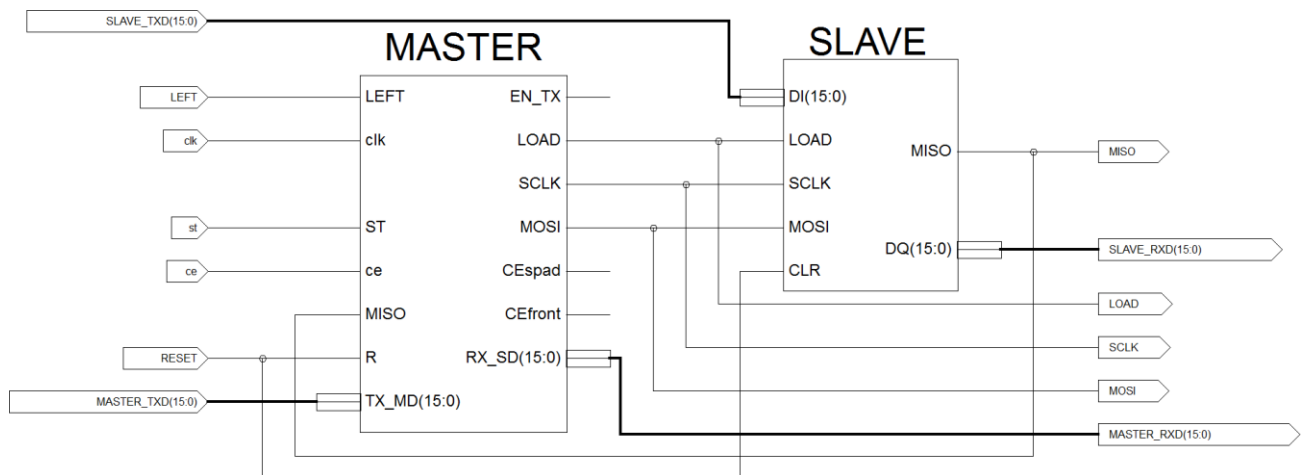 SLAVE_TXD(15:0)
MASTER
SLAVE
LEFT
clk
st
ce
RESET
MASTER_TXD(15:0)
LEFT
clk
ST
ce
MISO
R
TX_MD(15:0)
EN_TX
LOAD
SCLK
MOSI
CEspad
CEfront
RX_SD(15:0)
DI(15:0)
LOAD
SCLK
MOSI
CLR
MISO
DQ(15:0)
MISO
SLAVE_RXD(15:0)
LOAD
SCLK
MOSI
MASTER_RXD(15:0)